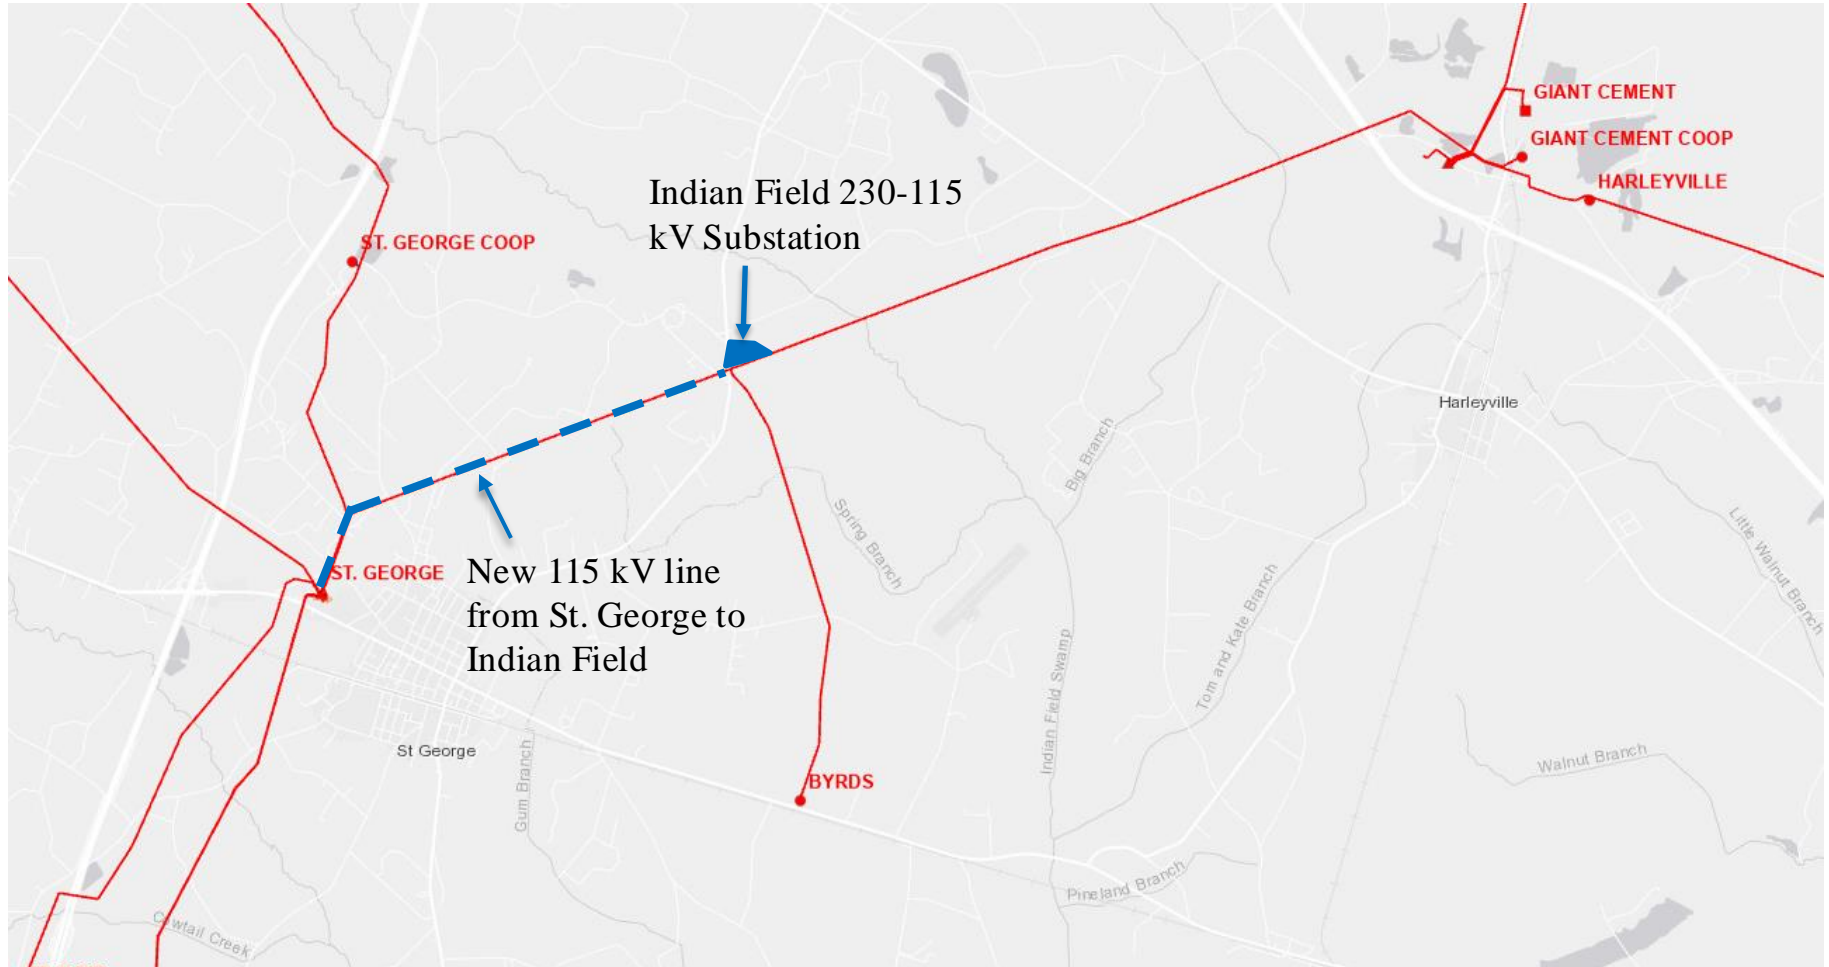 GIANT CEMENT
GIANT CEMENT COOP
HARLEYVILLE
Indian Field 230-115
kV Substation
ST. GEORGE COOP
Harleyville
Big Branch
Spring Branch
Little Walnut Branch
ST. GEORGE
New 115 kV line
from St. George to
Indian Field
Tom and Kate Branch
Indian Field Swamp
St George
Gum Branch
Walnut Branch
BYRDS
Pineland Branch
Cowtail Creek